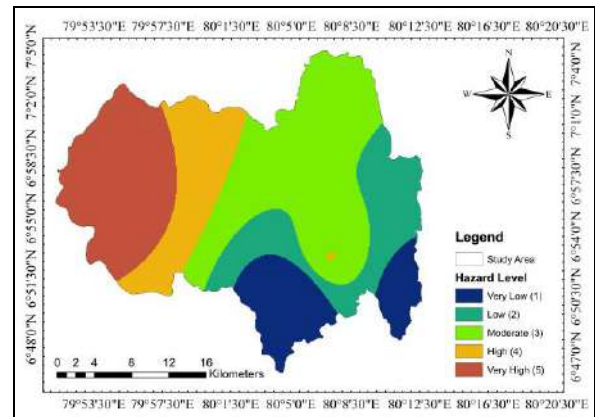 79°53'30"E 79°57'30"E 80°1'30"E 80°5'0"E 80°8'30"E 80°12'30"E 80°16'30"E 80°20'30"E
7°5'0"N
7°2'0"N
6°58'30"N
6°55'0"N
6°51'30"N
6°48'0"N
N
W E
S
7°4'0"N
7°1'0"N
6°57'30"N
6°54'0"N
6°50'30"N
6°47'0"N
Legend
Study Area
Hazard Level
Very Low (1)
Low (2)
Moderate (3)
High (4)
Very High (5)
0 2 4 8 12 16
Kilometers
79°53'30"E 79°57'30"E 80°1'30"E 80°5'0"E 80°8'30"E 80°12'30"E 80°16'30"E 80°20'30"E